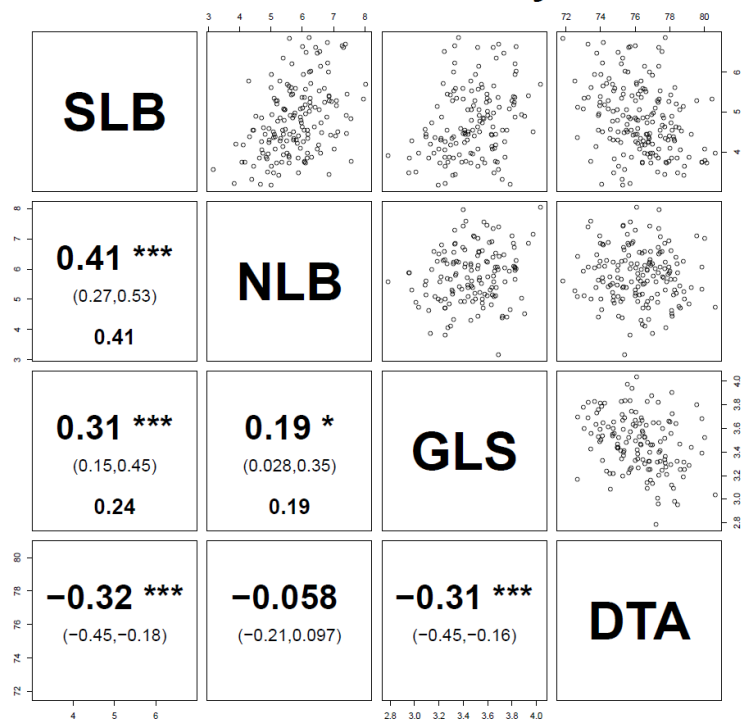 3 4 5 6 7 8
72 74 76 78 80
SLB
4 6
3 4 5 6 7 8
0.41 ***
(0.27,0.53)
0.41
NLB
0.31 ***
(0.15,0.45)
0.24
0.19 *
(0.028,0.35)
0.19
GLS
2.8 3.0 3.2 3.4 3.6 3.8 4.0
72 74 76 78 80
−0.32 ***
(−0.45,−0.18)
−0.058
(−0.21,0.097)
−0.31 ***
(−0.45,−0.16)
DTA
4 5 6
2.8 3.0 3.2 3.4 3.6 3.8 4.0